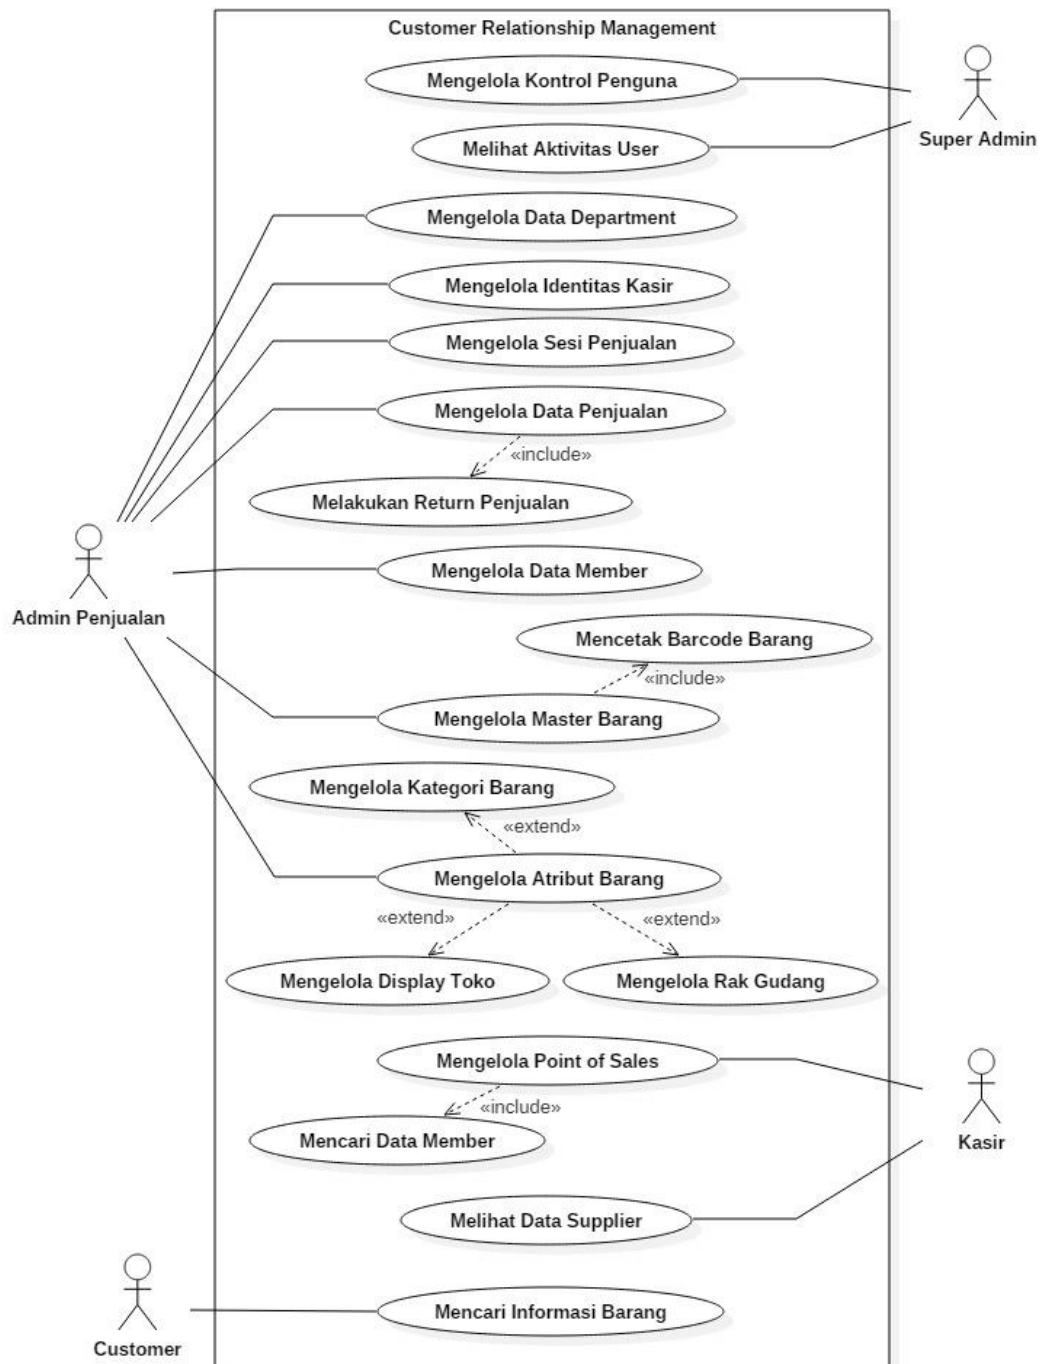 Customer Relationship Management
Mengelola Kontrol Penguna
Super Admin
Melihat Aktivitas User
Mengelola Data Department
Mengelola Identitas Kasir
Mengelola Sesi Penjualan
Mengelola Data Penjualan
«include»
Melakukan Return Penjualan
Mengelola Data Member
Admin Penjualan
Mencetak Barcode Barang
«include»
Mengelola Master Barang
Mengelola Kategori Barang
«extend»
Mengelola Atribut Barang
«extend»
«extend»
Mengelola Display Toko
Mengelola Rak Gudang
Mengelola Point of Sales
«include»
Mencari Data Member
Kasir
Melihat Data Supplier
Mencari Informasi Barang
Customer